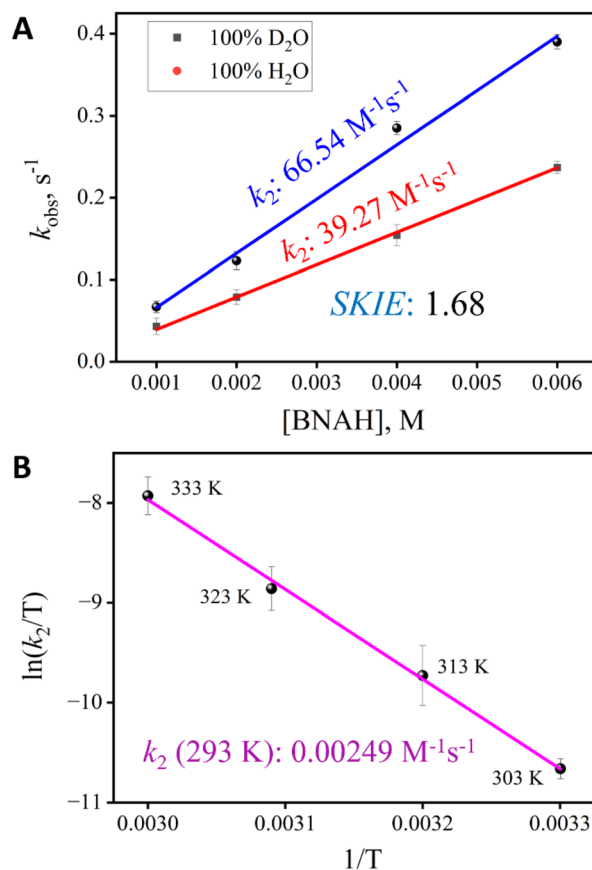 A
100% D₂O
100% H₂O
0.4
0.3
0.2
0.1
0.0
k_obs, s⁻¹
k₂: 66.54 M⁻¹s⁻¹
k₂: 39.27 M⁻¹s⁻¹
SKIE: 1.68
0.001 0.002 0.003 0.004 0.005 0.006
[BNAH], M
B
−8
−9
−10
−11
ln(k₂/T)
333 K
323 K
313 K
303 K
k₂ (293 K): 0.00249 M⁻¹s⁻¹
0.0030 0.0031 0.0032 0.0033
1/T